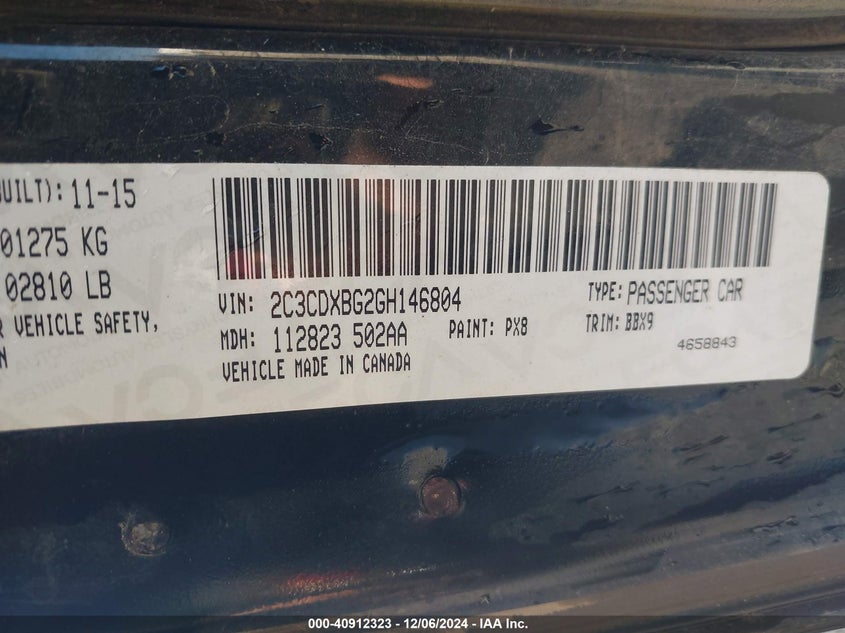 BUILT): 11-15
01275 KG
02810 LB
VEHICLE SAFETY,
VIN: 2C3CDXBG2GH146804
TYPE: PASSENGER CAR
MDH: 112823 502AA
PAINT: PX8
TRIM: BBX9
VEHICLE MADE IN CANADA
4658843
000-40912323 - 12/06/2024 - IAA Inc.